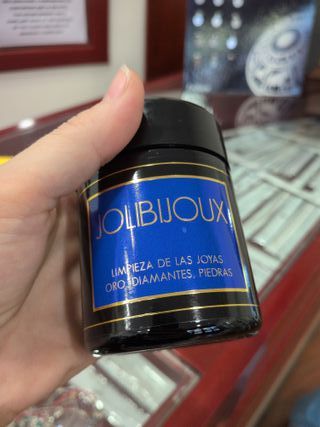 JOLIBIJOUX
LIMPIEZA DE LAS JOYAS
ORO, DIAMANTES, PIEDRAS